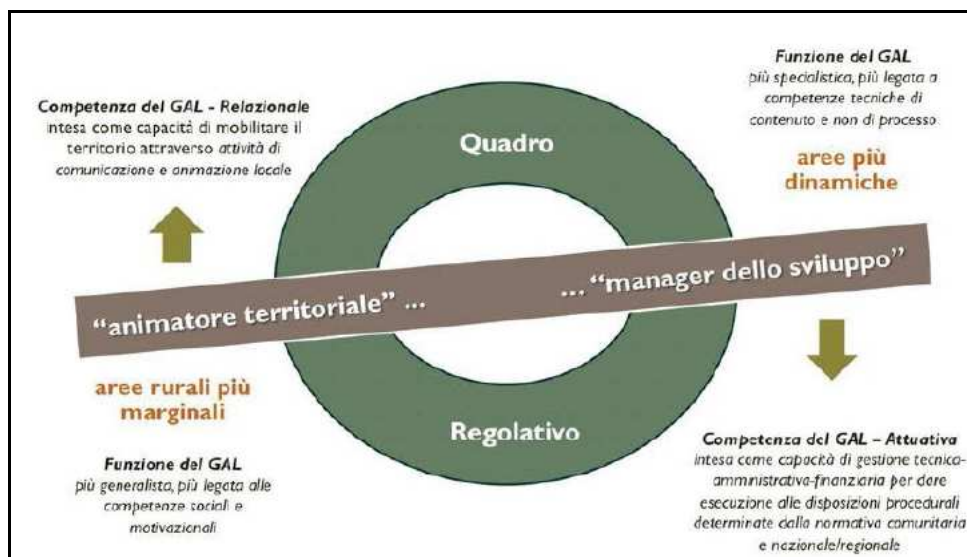 Competenza del GAL - Relazionale
intesa come capacità di mobilitare il
territorio attraverso attività di
comunicazione e animazione locale
Funzione del GAL
più specialistica, più legata a
competenze tecniche di
contenuto e non di processo
aree più
dinamiche
Quadro
"animatore territoriale" ...
... "manager dello sviluppo"
aree rurali più
marginali
Funzione del GAL
più generalista, più legata alle
competenze sociali e
motivazionali
Regolativo
Competenza del GAL – Attuativa
intesa come capacità di gestione tecnica-
amministrativa-finanziaria per dare
esecuzione alle disposizioni procedurali
determinate dalla normativa comunitaria
e nazionale/regionale